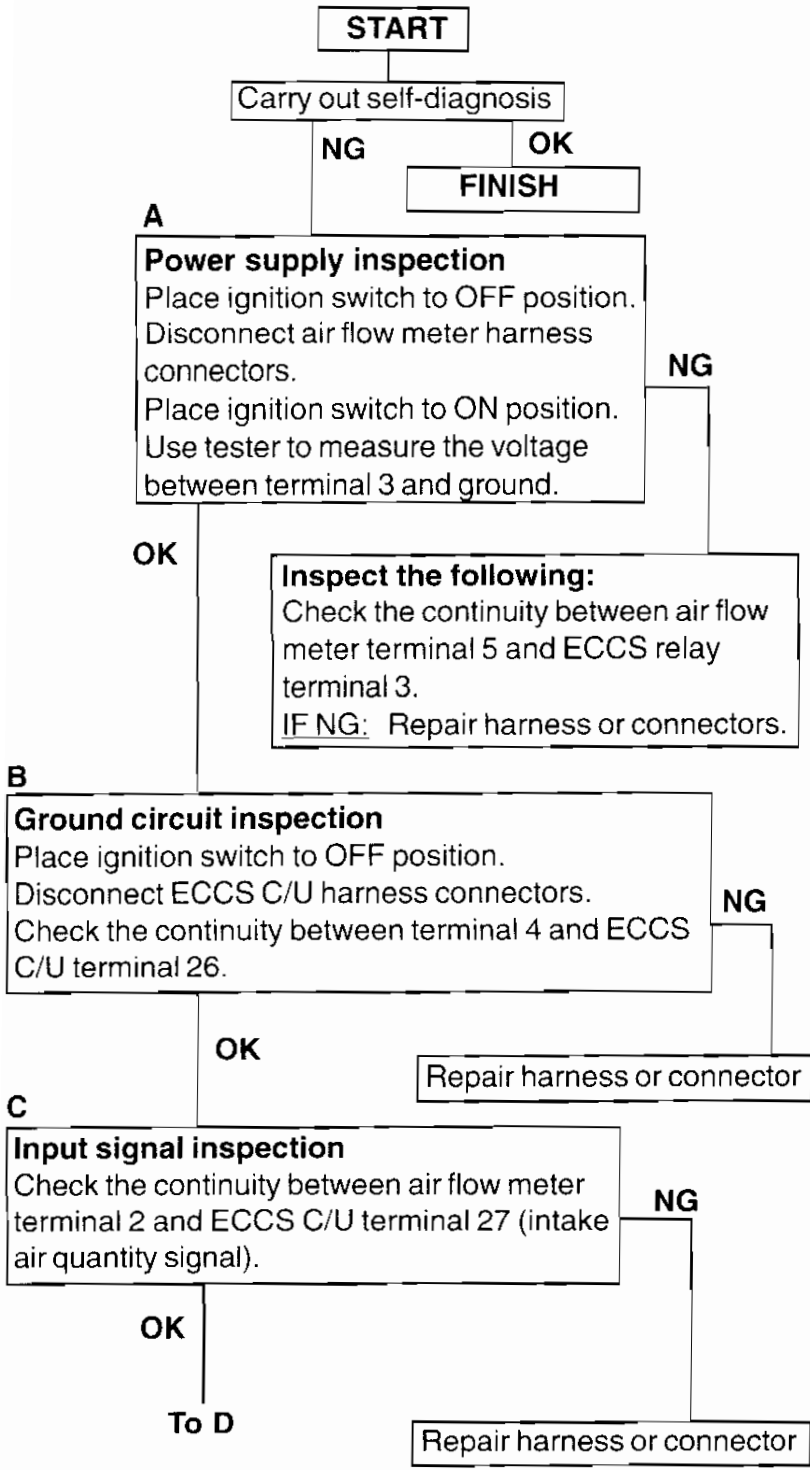 START
Carry out self-diagnosis
NG
OK
FINISH
A
Power supply inspection
Place ignition switch to OFF position.
Disconnect air flow meter harness
connectors.
Place ignition switch to ON position.
Use tester to measure the voltage
between terminal 3 and ground.
NG
OK
Inspect the following:
Check the continuity between air flow
meter terminal 5 and ECCS relay
terminal 3.
IF NG: Repair harness or connectors.
B
Ground circuit inspection
Place ignition switch to OFF position.
Disconnect ECCS C/U harness connectors.
Check the continuity between terminal 4 and ECCS
C/U terminal 26.
NG
OK
Repair harness or connector
C
Input signal inspection
Check the continuity between air flow meter
terminal 2 and ECCS C/U terminal 27 (intake
air quantity signal).
NG
OK
To D
Repair harness or connector